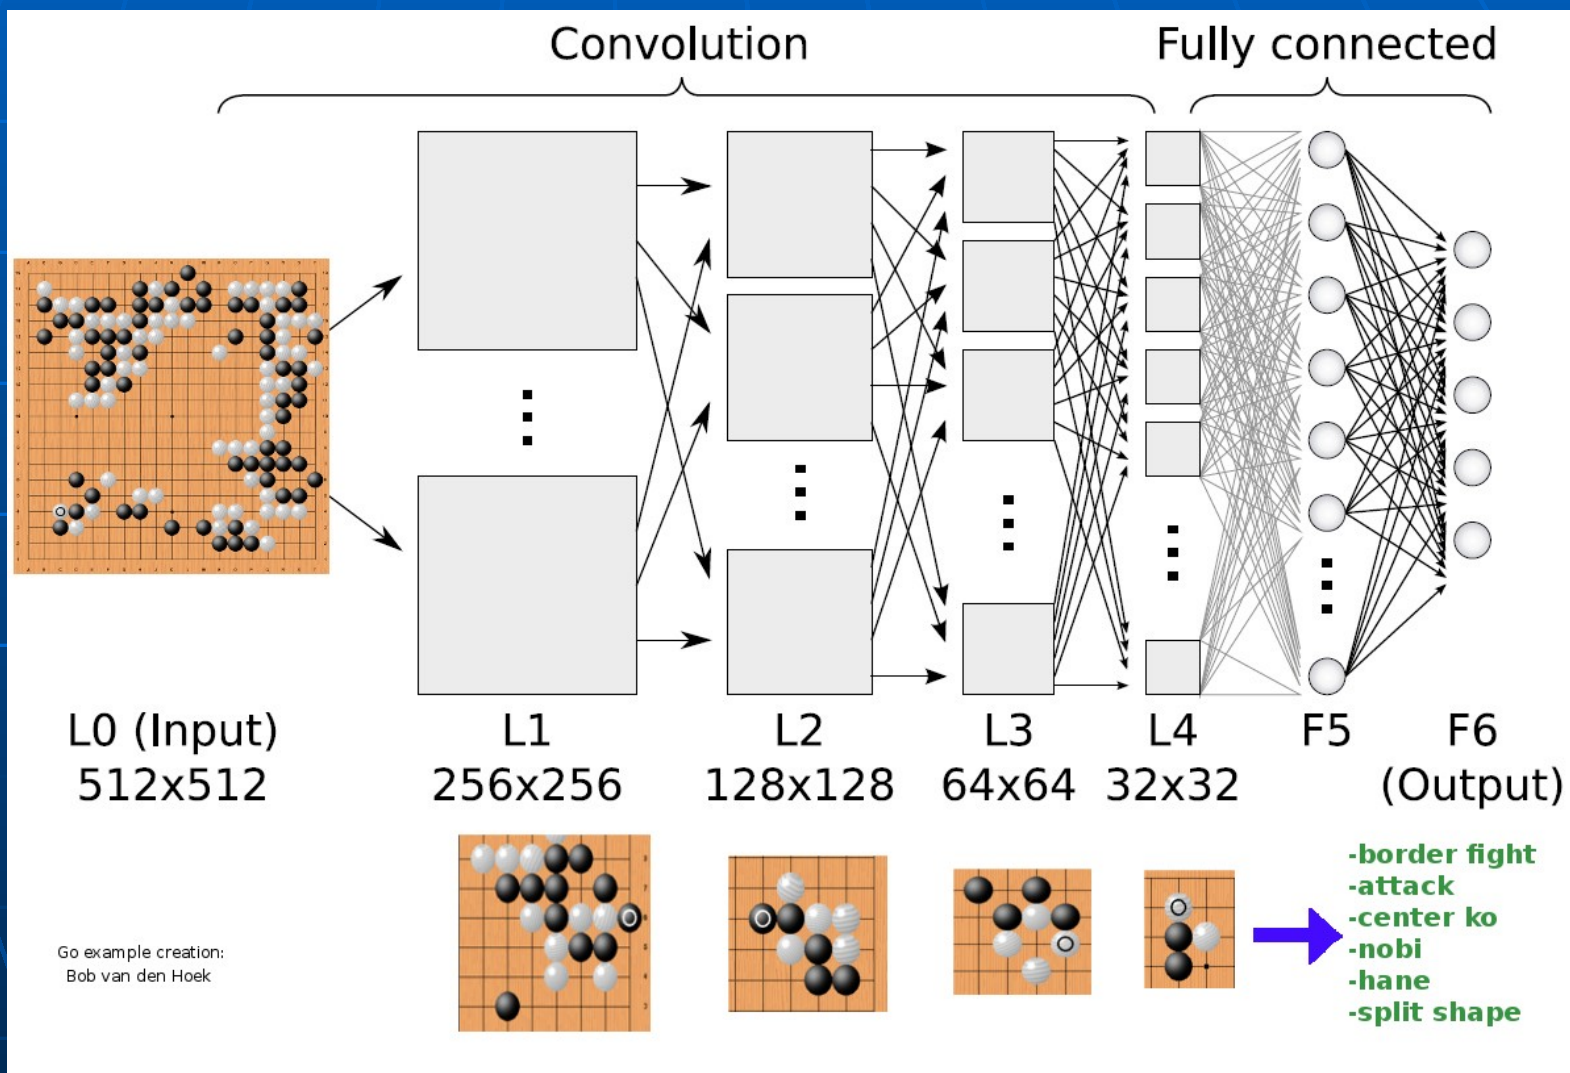 Convolution
Fully connected
L0 (Input)
512x512
L1
256x256
L2
128x128
L3
64x64
L4
32x32
F5
F6
(Output)
Go example creation:
Bob van den Hoek
-border fight
-attack
-center ko
-nobi
-hane
-split shape